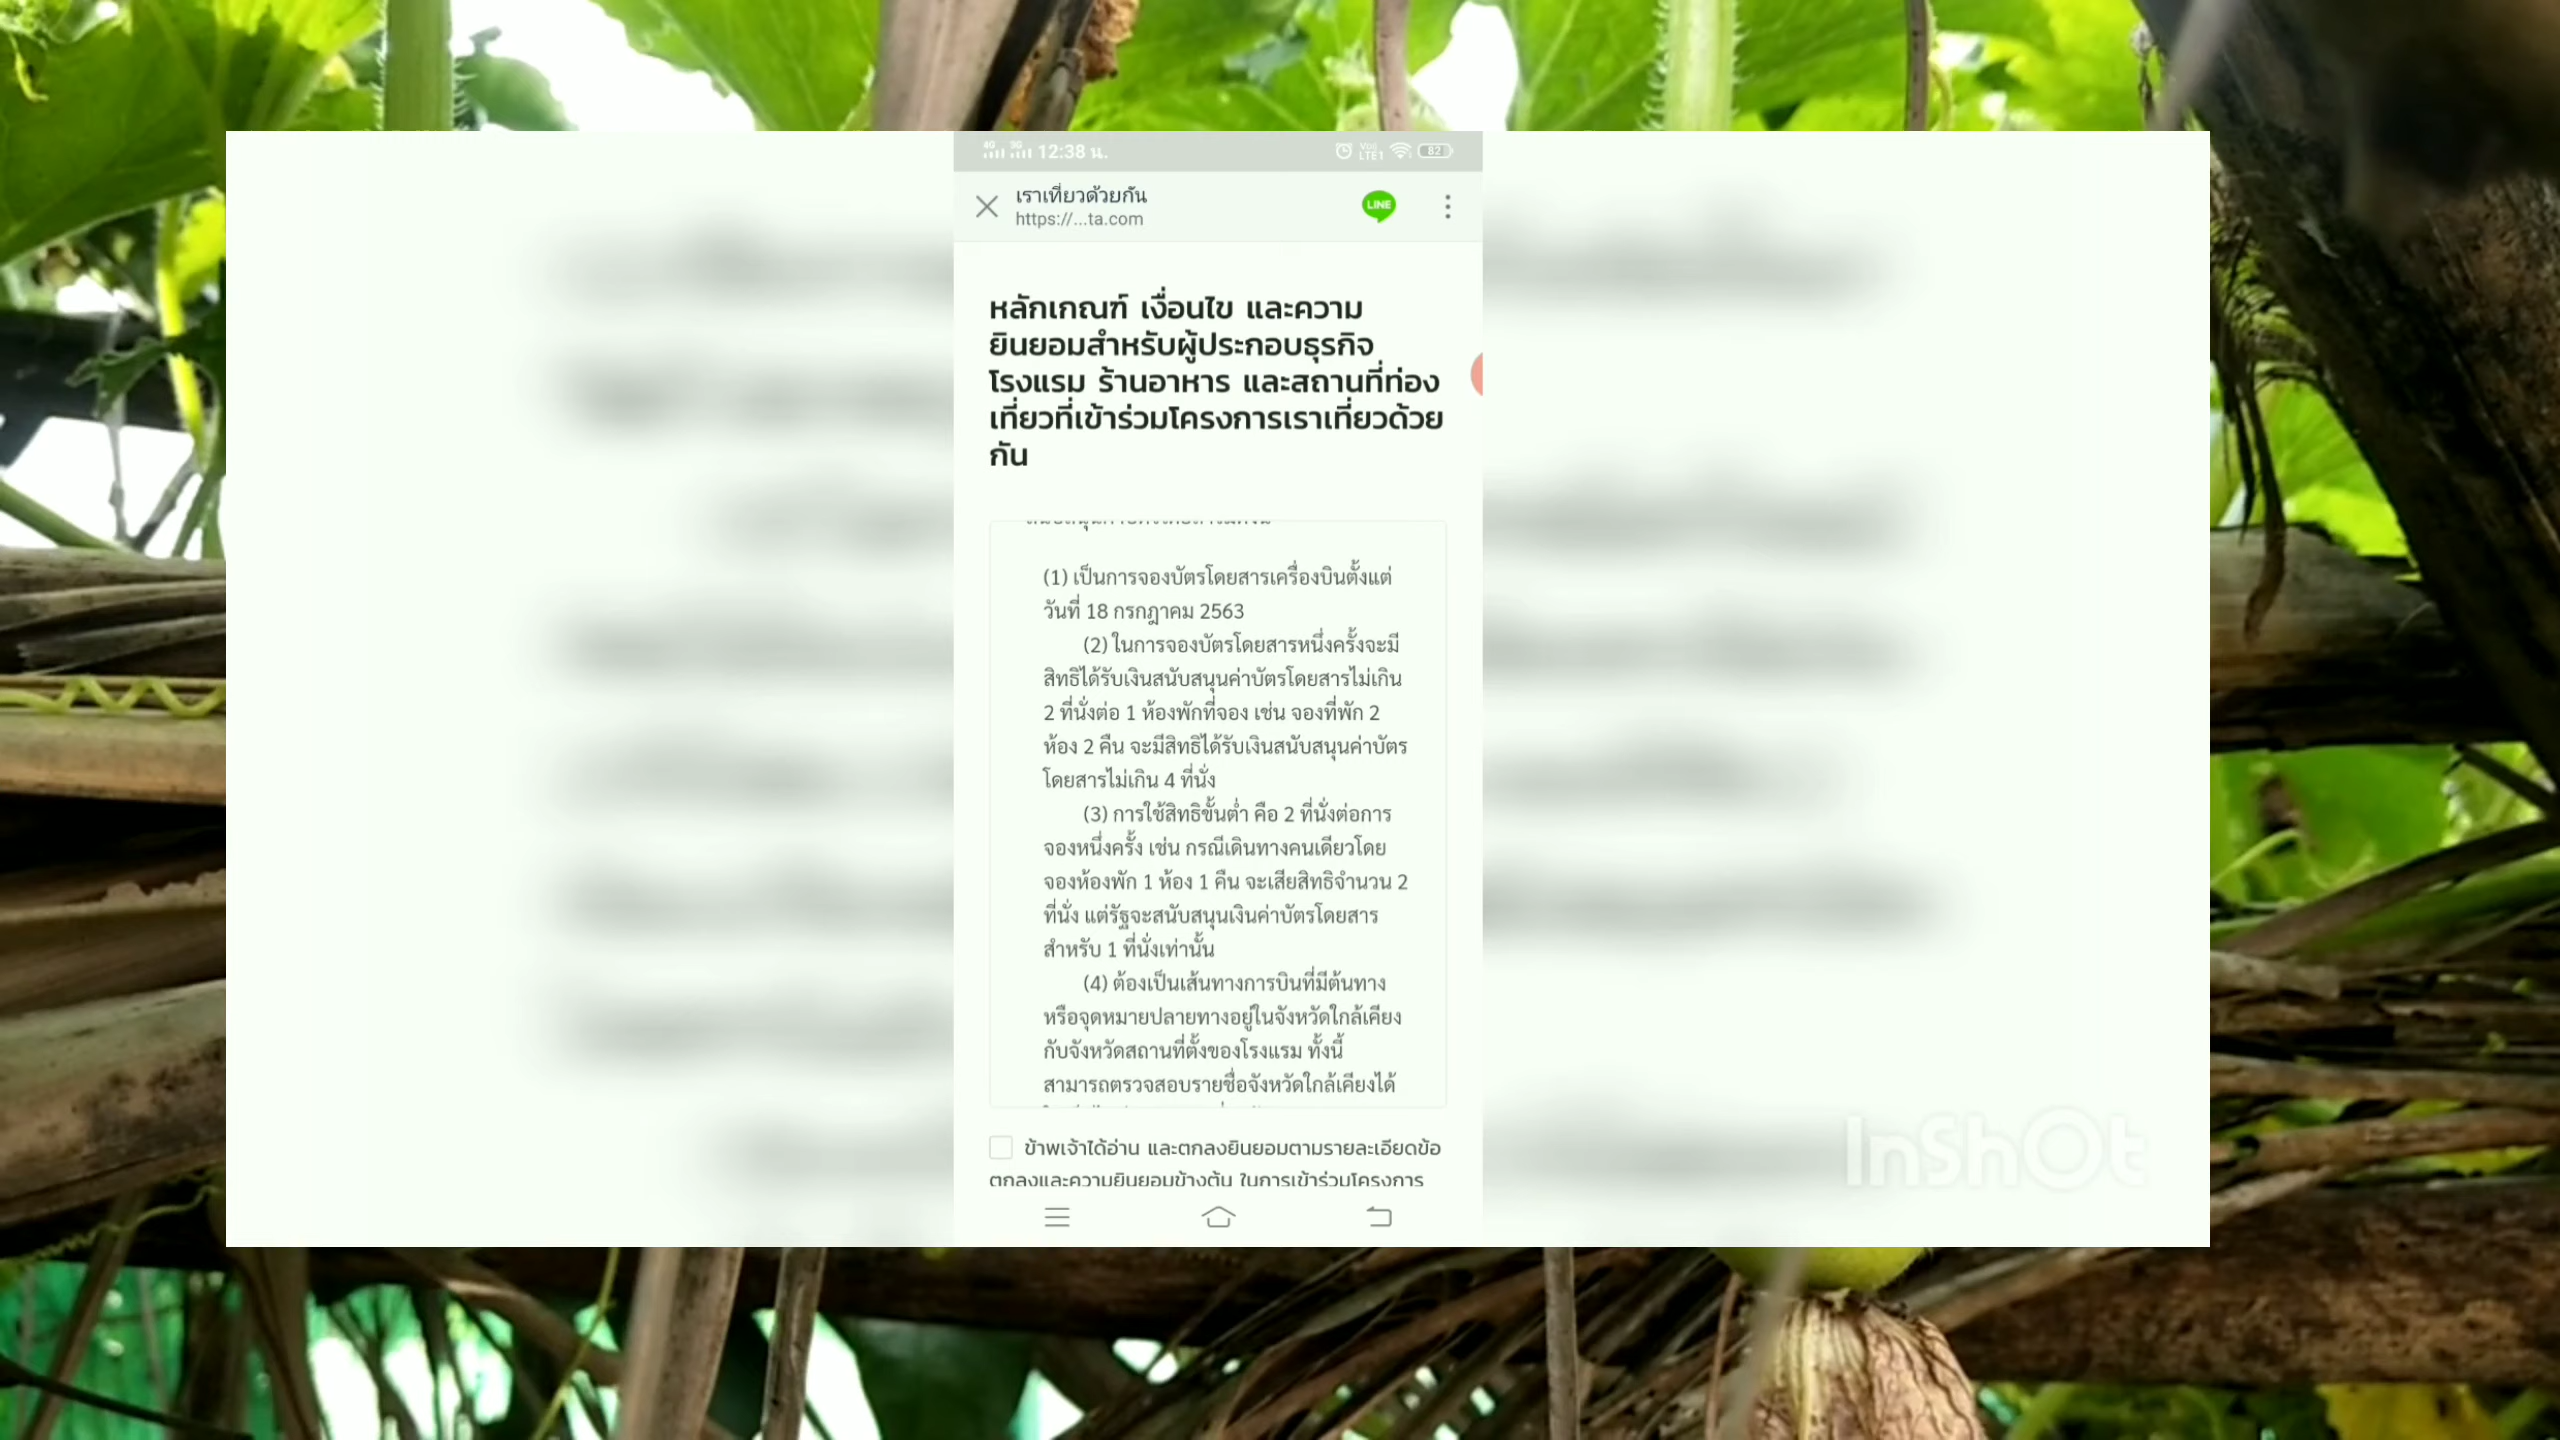 4G 3G 12:38 น. Vo) LTE1 82
เราเที่ยวด้วยกัน
https://...ta.com
LINE
หลักเกณฑ์ เงื่อนไข และความ
ยินยอมสำหรับผู้ประกอบธุรกิจ
โรงแรม ร้านอาหาร และสถานที่ท่อง
เที่ยวที่เข้าร่วมโครงการเราเที่ยวด้วย
กัน
(1) เป็นการจองบัตรโดยสารเครื่องบินตั้งแต่
วันที่ 18 กรกฎาคม 2563
(2) ในการจองบัตรโดยสารหนึ่งครั้งจะมี
สิทธิได้รับเงินสนับสนุนค่าบัตรโดยสารไม่เกิน
2 ที่นั่งต่อ 1 ห้องพักที่จอง เช่น จองที่พัก 2
ห้อง 2 คืน จะมีสิทธิได้รับเงินสนับสนุนค่าบัตร
โดยสารไม่เกิน 4 ที่นั่ง
(3) การใช้สิทธิขั้นต่ำ คือ 2 ที่นั่งต่อการ
จองหนึ่งครั้ง เช่น กรณีเดินทางคนเดียวโดย
จองห้องพัก 1 ห้อง 1 คืน จะเสียสิทธิจำนวน 2
ที่นั่ง แต่รัฐจะสนับสนุนเงินค่าบัตรโดยสาร
สำหรับ 1 ที่นั่งเท่านั้น
(4) ต้องเป็นเส้นทางการบินที่มีต้นทาง
หรือจุดหมายปลายทางอยู่ในจังหวัดใกล้เคียง
กับจังหวัดสถานที่ตั้งของโรงแรม ทั้งนี้
สามารถตรวจสอบรายชื่อจังหวัดใกล้เคียงได้
ข้าพเจ้าได้อ่าน และตกลงยินยอมตามรายละเอียดข้อ
ตกลงและความยินยอมข้างต้น ในการเข้าร่วมโครงการ
InShOt